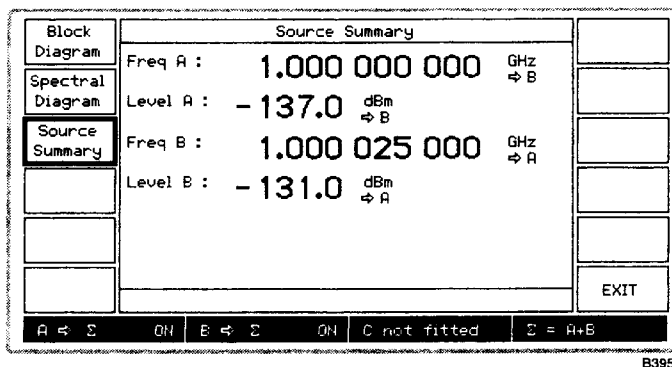 Block
Diagram
Spectral
Diagram
Source
Summary
Source Summary
Freq A : 1.000 000 000 GHz
⇨ B
Level A : -137.0 dBm
⇨ B
Freq B : 1.000 025 000 GHz
⇨ A
Level B : -131.0 dBm
⇨ A
EXIT
A ⇨ Σ ON B ⇨ Σ ON C not fitted Σ = A+B
B395